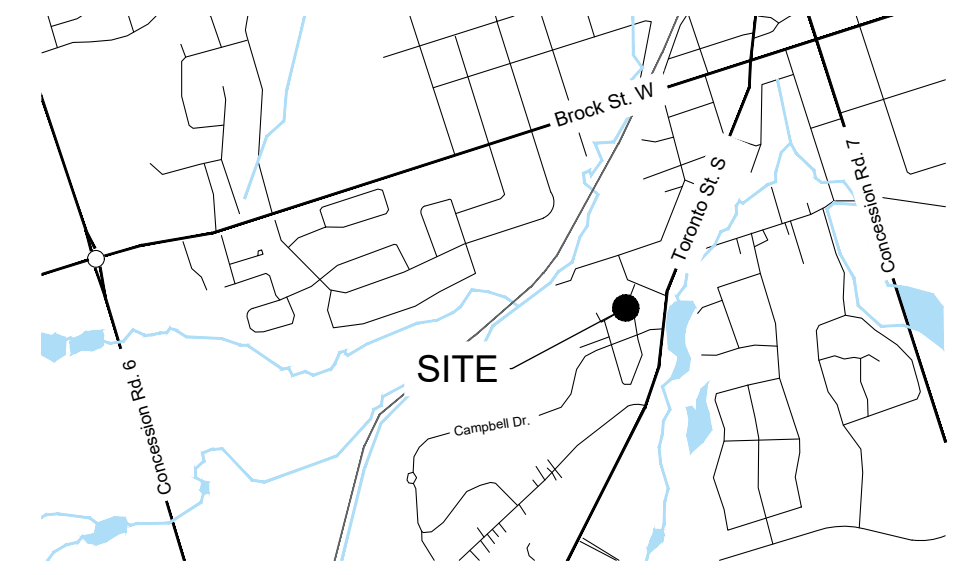 Brock St. W
Toronto St. S
Concession Rd. 7
SITE
Concession Rd. 6
Campbell Dr.